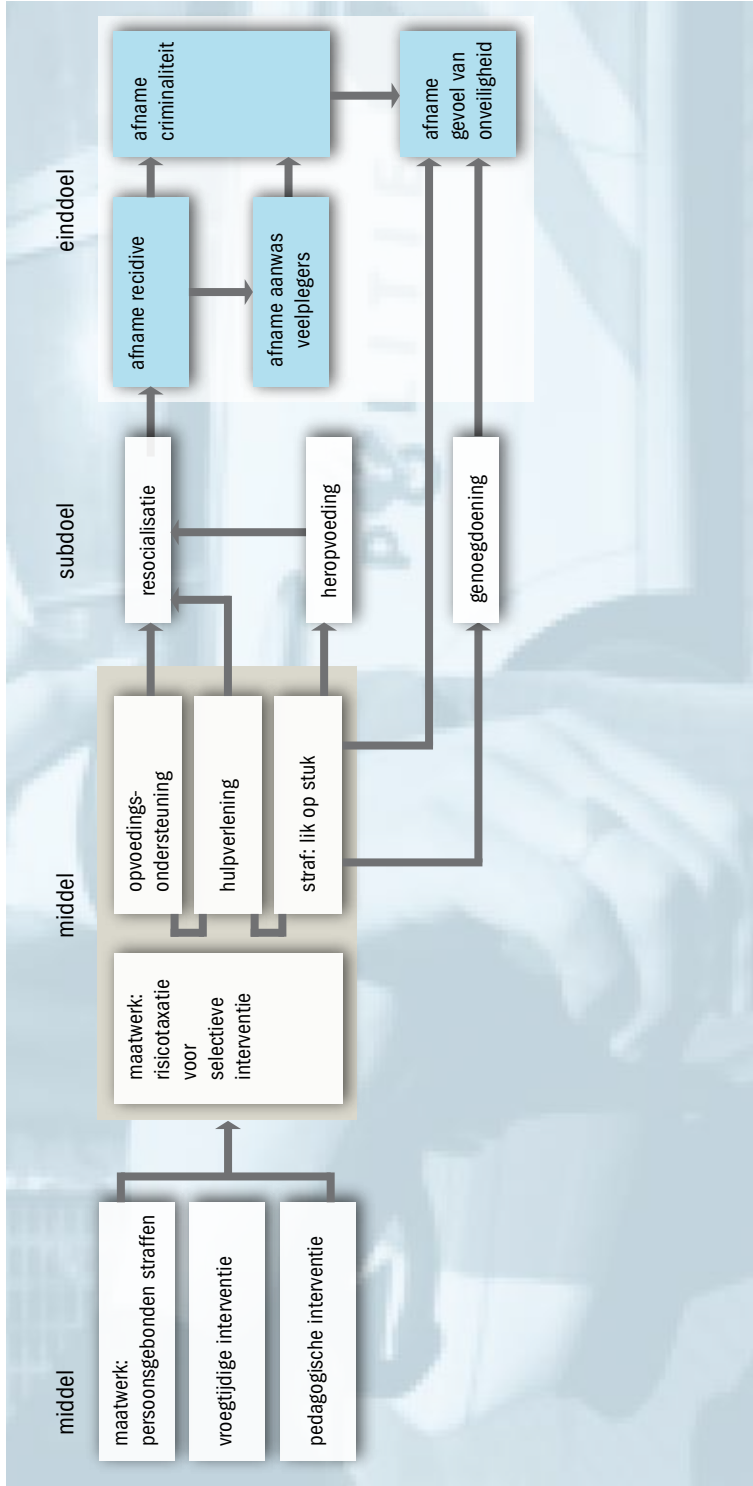 middel
maatwerk:
persoonsgebonden straffen
vroegtijdige interventie
pedagogische interventie
middel
maatwerk:
risicotaxatie
voor
selectieve
interventie
opvoedings-
ondersteuning
hulpverlening
straf: lik op stuk
subdoel
resocialisatie
heropvoeding
genoegdoening
einddoel
afname recidive
afname aanwas
veelplegers
afname
criminaliteit
afname
gevoel van
onveiligheid
POLITIE